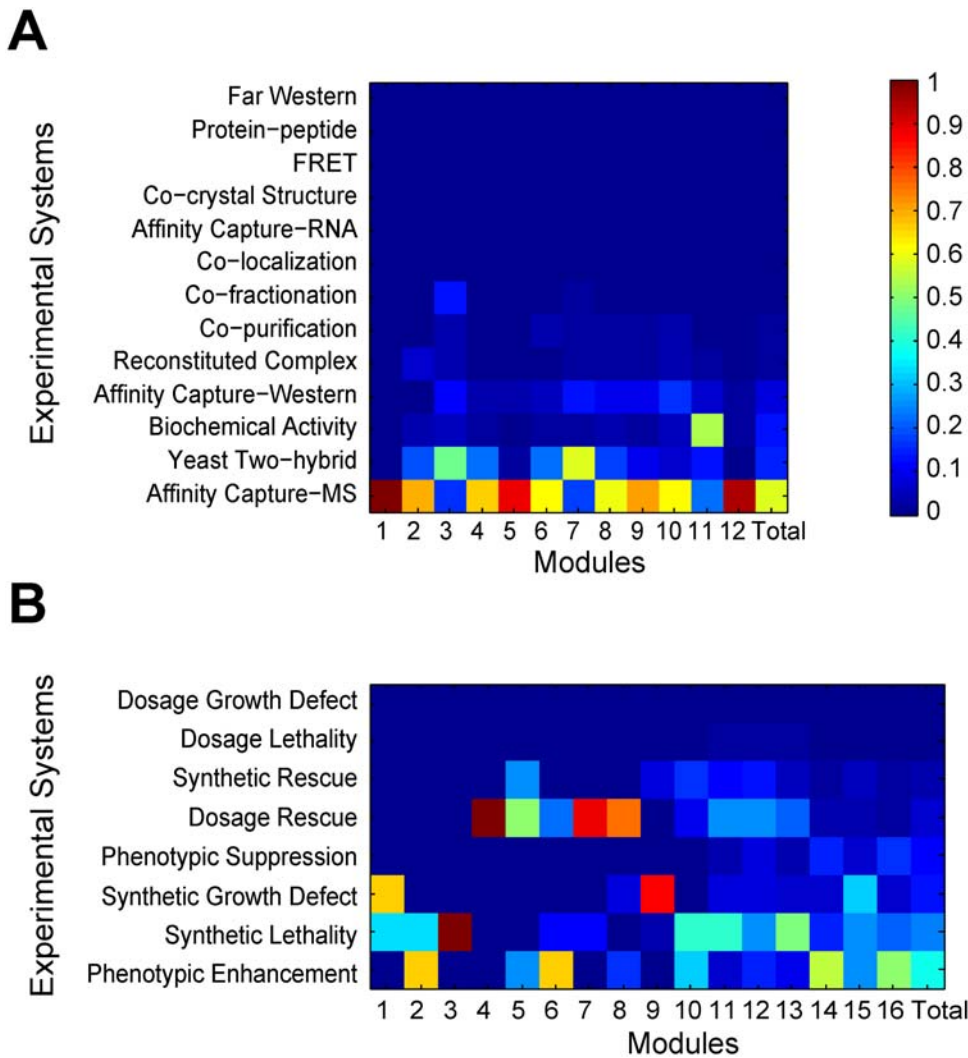 A
Experimental Systems
Far Western
Protein-peptide
FRET
Co-crystal Structure
Affinity Capture-RNA
Co-localization
Co-fractionation
Co-purification
Reconstituted Complex
Affinity Capture-Western
Biochemical Activity
Yeast Two-hybrid
Affinity Capture-MS
1 2 3 4 5 6 7 8 9 10 11 12 Total
Modules
1
0.9
0.8
0.7
0.6
0.5
0.4
0.3
0.2
0.1
0
B
Experimental Systems
Dosage Growth Defect
Dosage Lethality
Synthetic Rescue
Dosage Rescue
Phenotypic Suppression
Synthetic Growth Defect
Synthetic Lethality
Phenotypic Enhancement
1 2 3 4 5 6 7 8 9 10 11 12 13 14 15 16 Total
Modules